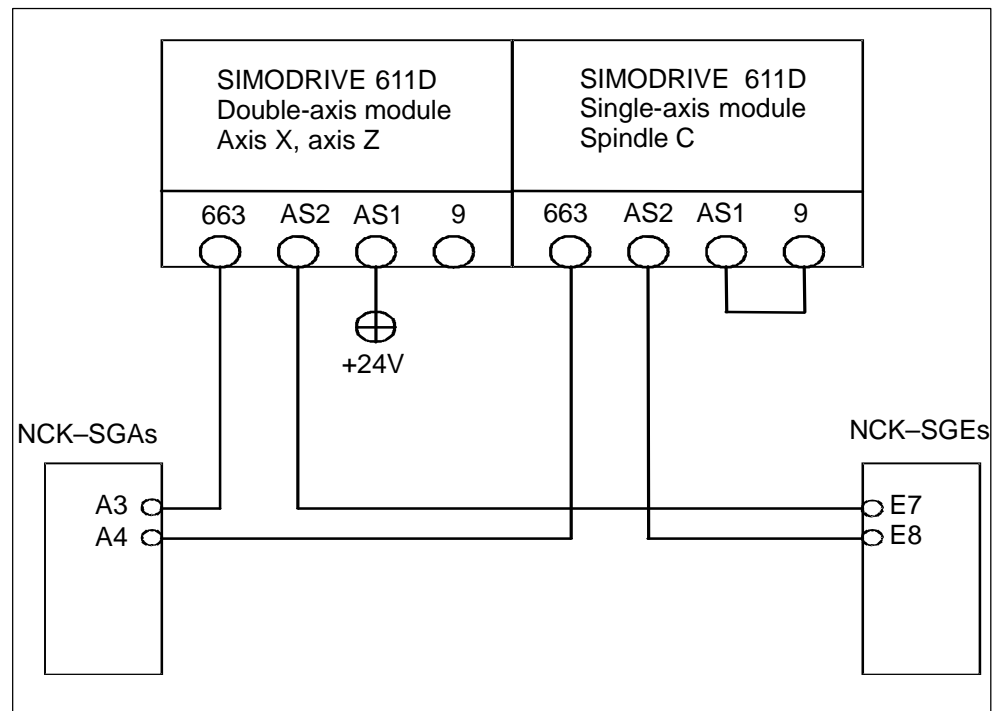 SIMODRIVE 611D
Double-axis module
Axis X, axis Z
SIMODRIVE 611D
Single-axis module
Spindle C
663 AS2 AS1 9
663 AS2 AS1 9
+24V
NCK–SGAs
A3
A4
NCK–SGEs
E7
E8